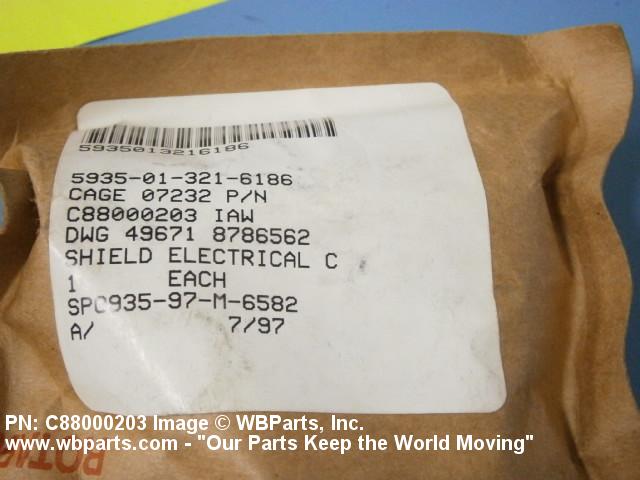 5935013216186
5935-01-321-6186
CAGE 07232 P/N
C88000203 IAW
DWG 49671 8786562
SHIELD ELECTRICAL C
1 EACH
SPO935-97-M-6582
A/ 7/97
PN: C88000203 Image © WBParts, Inc.
www.wbparts.com - "Our Parts Keep the World Moving"